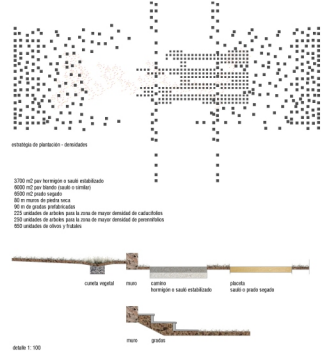 estrategia de plantación - densidades
3700 m2 pav hormigón o sauló estabilizado
6000 m2 pav blando (sauló o similar)
5500 m2 prado segado
80 m muros de piedra seca
90 m de gradas prefabricadas
225 unidades de arboles para la zona de mayor densidad de caducifolios
250 unidades de arboles para la zona de mayor densidad de perennifolios
550 unidades de olivos y frutales
cuneta vegetal
muro
camino
hormigon o sauló estabilizado
placeta
sauló o prado segado
muro
gradas
detalle 1: 100